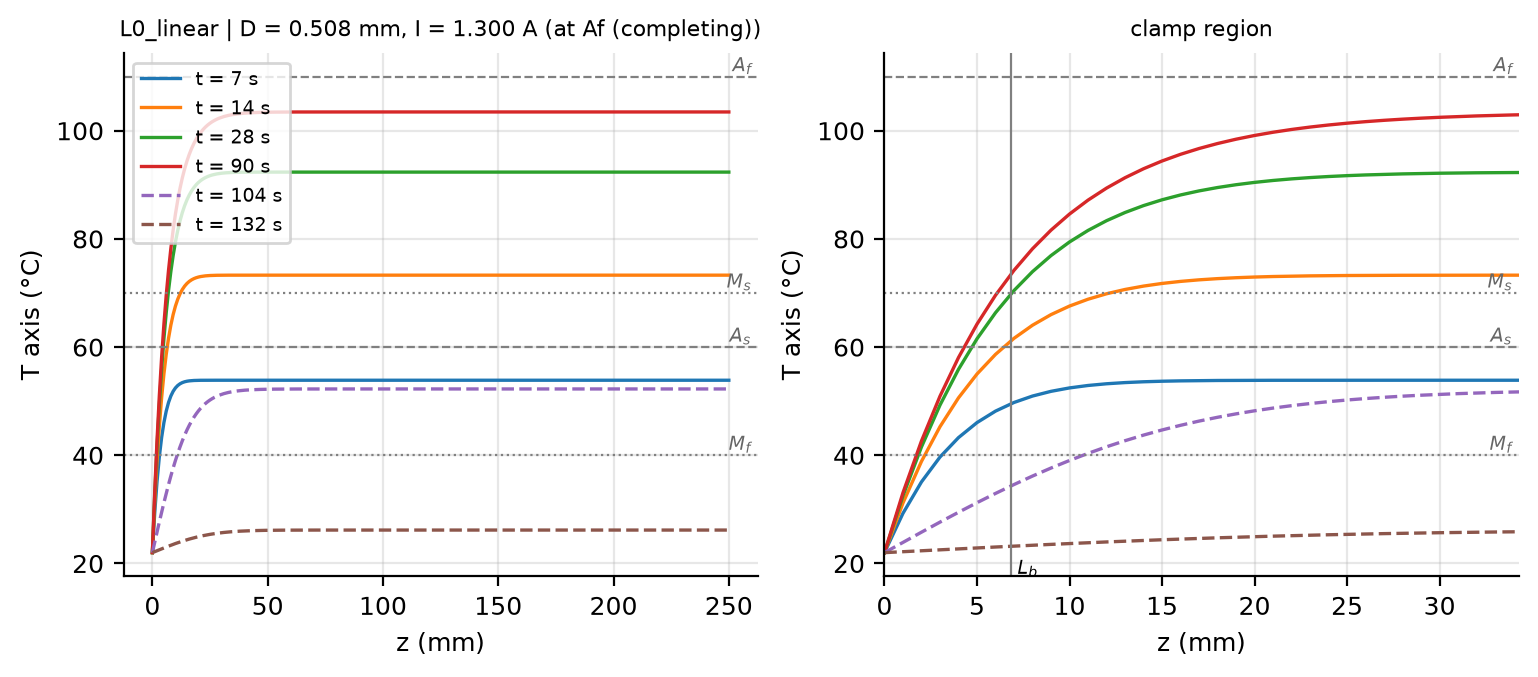 L0_linear | D = 0.508 mm, I = 1.300 A (at Af (completing))
t = 7 s
t = 14 s
t = 28 s
t = 90 s
t = 104 s
t = 132 s
A_f
M_s
A_s
M_f
100
80
60
40
20
0
50
100
150
200
250
T axis (°C)
z (mm)
clamp region
A_f
M_s
A_s
M_f
L_b
100
80
60
40
20
0
5
10
15
20
25
30
T axis (°C)
z (mm)